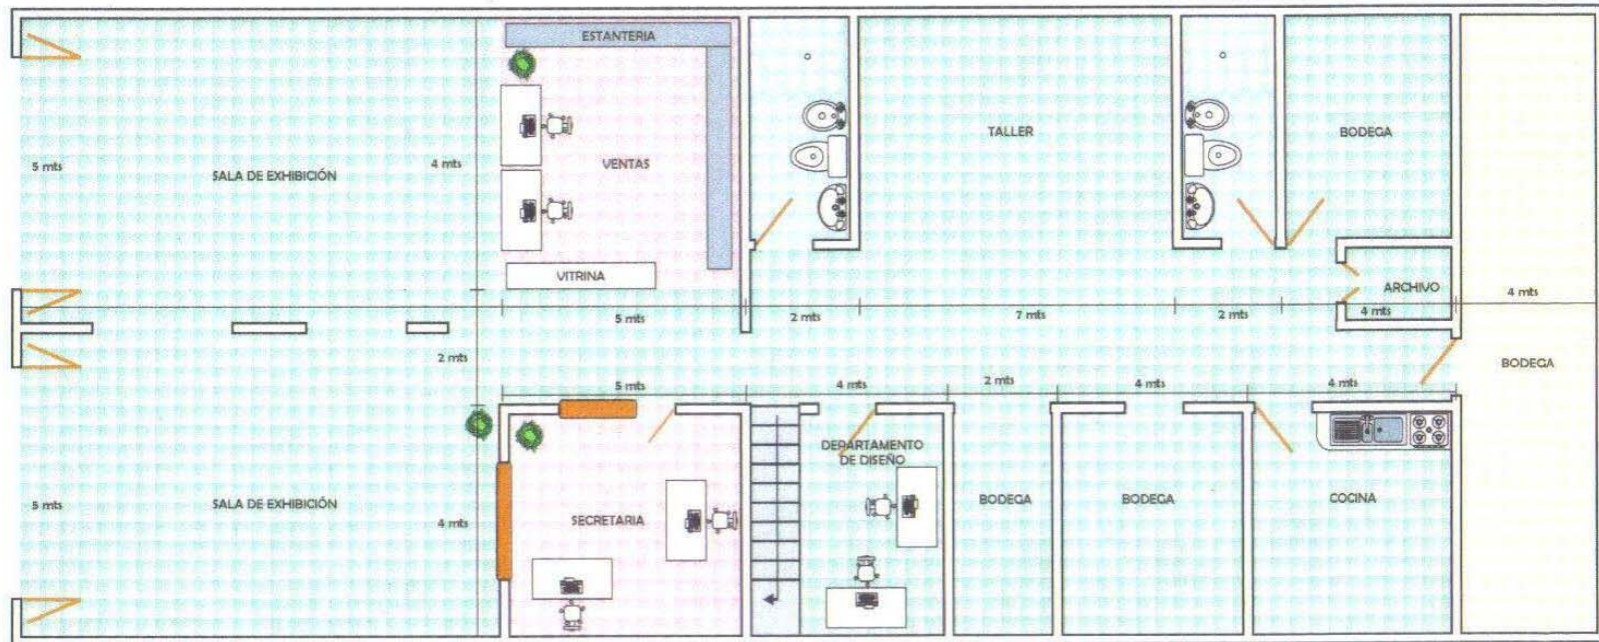 ESTANTERIA
5 mts
SALA DE EXHIBICIÓN
4 mts
VENTAS
VITRINA
TALLER
BODEGA
ARCHIVO
5 mts
2 mts
7 mts
2 mts
4 mts
4 mts
2 mts
BODEGA
5 mts
4 mts
2 mts
4 mts
4 mts
5 mts
SALA DE EXHIBICIÓN
4 mts
SECRETARIA
DEPARTAMENTO
DE DISEÑO
BODEGA
BODEGA
COCINA